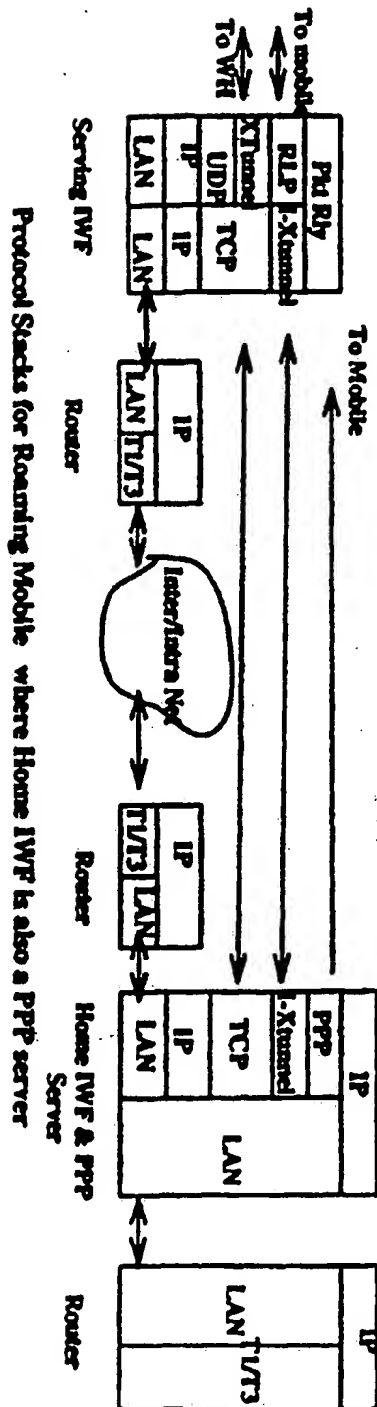 To mobile
To WH
To Mobile
Pkt Rly
RLP I-Xtunnel
XTunnel
TCP
UDP
IP IP
LAN LAN
Serving IWF
IP
LAN T1/T3
Router
Inter/Intra Net
IP
T1/T3 LAN
Router
IP
PPP
I-Xtunnel
TCP
IP
LAN
LAN
Home IWF & PPP
Server
IP
LAN T1/T3
Router
Protocol Stacks for Roaming Mobile where Home IWF is also a PPP server